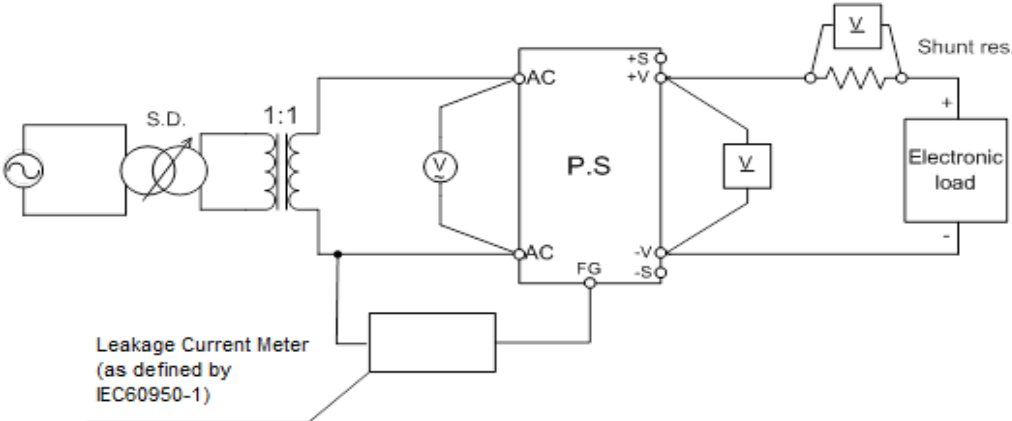 V
Shunt res.
+S
+V
AC
1:1
S.D.
+
V
~
P.S
V
Electronic
load
-V
-
AC
FG
-S
Leakage Current Meter
(as defined by
IEC60950-1)